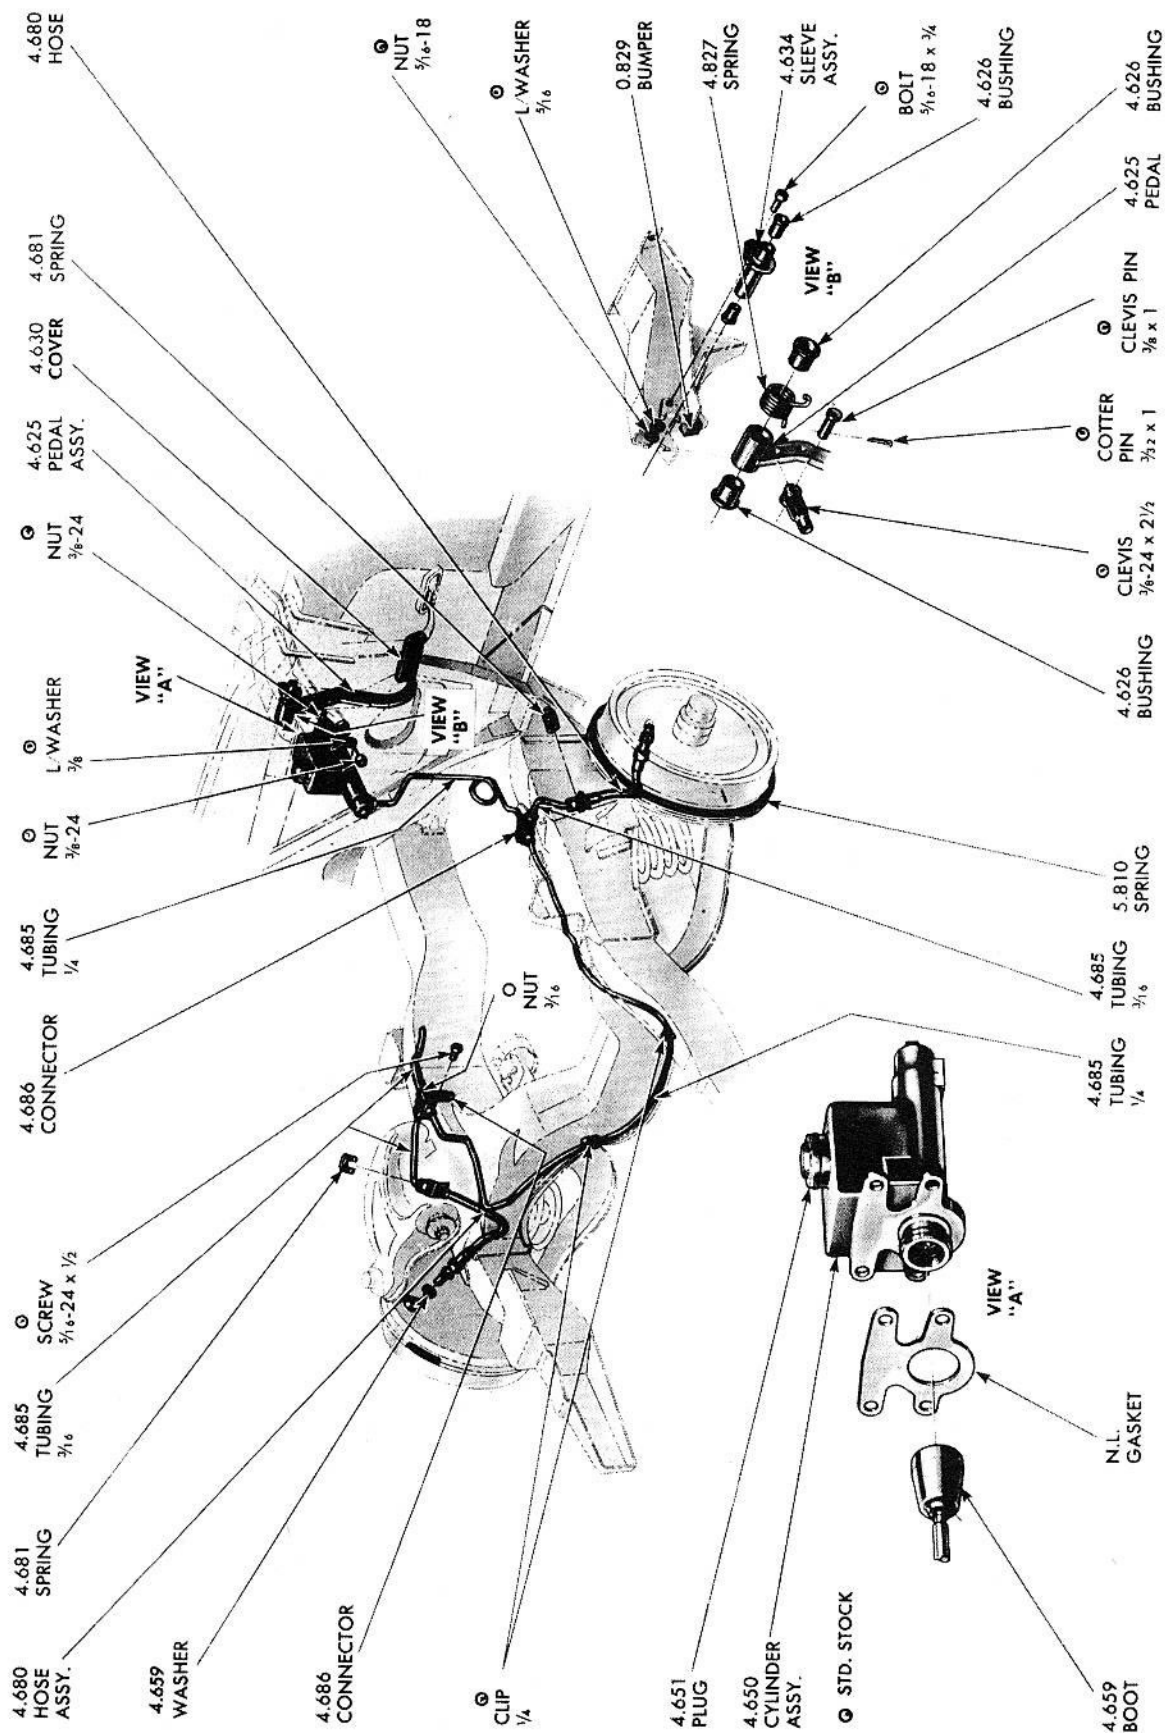 4.680
HOSE
ASSY.
4.681
SPRING
4.685
TUBING
3/16
SCREW
5/16-24 x 1/2
4.686
CONNECTOR
4.685
TUBING
1/4
NUT
3/8-24
L/WASHER
3/8
NUT
3/8-24
4.625
PEDAL
ASSY.
4.630
COVER
4.681
SPRING
4.680
HOSE
4.659
WASHER
4.686
CONNECTOR
CLIP
1/4
NUT
3/16
VIEW
"A"
VIEW
"B"
NUT
5/16-18
L/WASHER
5/16
0.829
BUMPER
4.827
SPRING
4.634
SLEEVE
ASSY.
BOLT
5/16-18 x 3/4
4.626
BUSHING
VIEW
"B"
4.651
PLUG
4.650
CYLINDER
ASSY.
STD. STOCK
4.659
BOOT
N.L.
GASKET
VIEW
"A"
4.685
TUBING
1/4
4.685
TUBING
3/16
5.810
SPRING
4.626
BUSHING
CLEVIS
3/8-24 x 2 1/2
COTTER
PIN
3/32 x 1
CLEVIS PIN
3/8 x 1
4.625
PEDAL
4.626
BUSHING